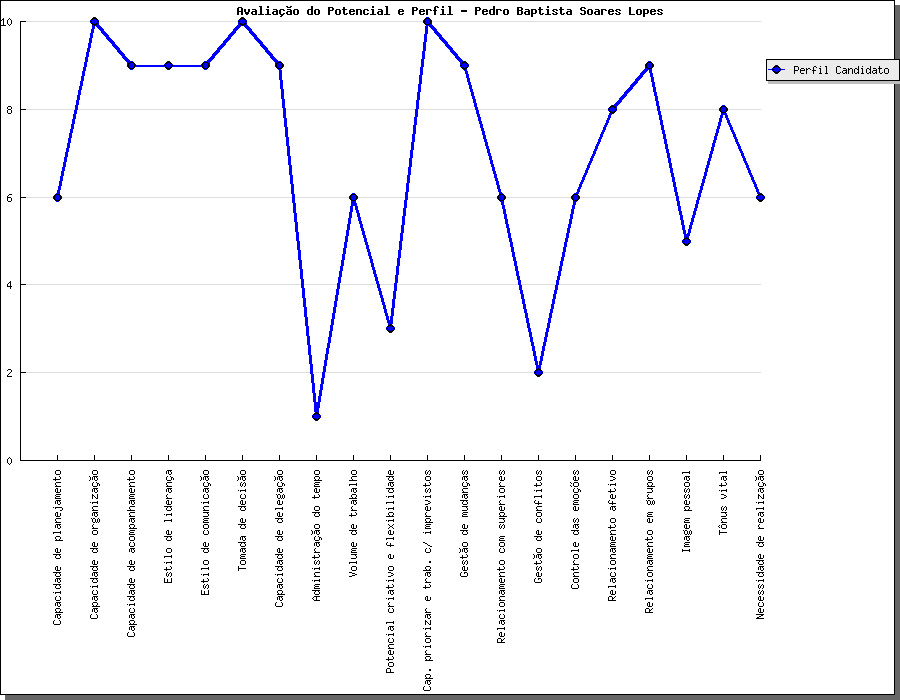 Avaliação do Potencial e Perfil - Pedro Baptista Soares Lopes
10
8
6
4
2
0
Perfil Candidato
Capacidade de planejamento
Capacidade de organização
Capacidade de acompanhamento
Estilo de liderança
Estilo de comunicação
Tomada de decisão
Capacidade de delegação
Administração do tempo
Volume de trabalho
Potencial criativo e flexibilidade
Cap. priorizar e trab. c/ imprevistos
Gestão de mudanças
Relacionamento com superiores
Gestão de conflitos
Controle das emoções
Relacionamento afetivo
Relacionamento em grupos
Imagem pessoal
Tônus vital
Necessidade de realização